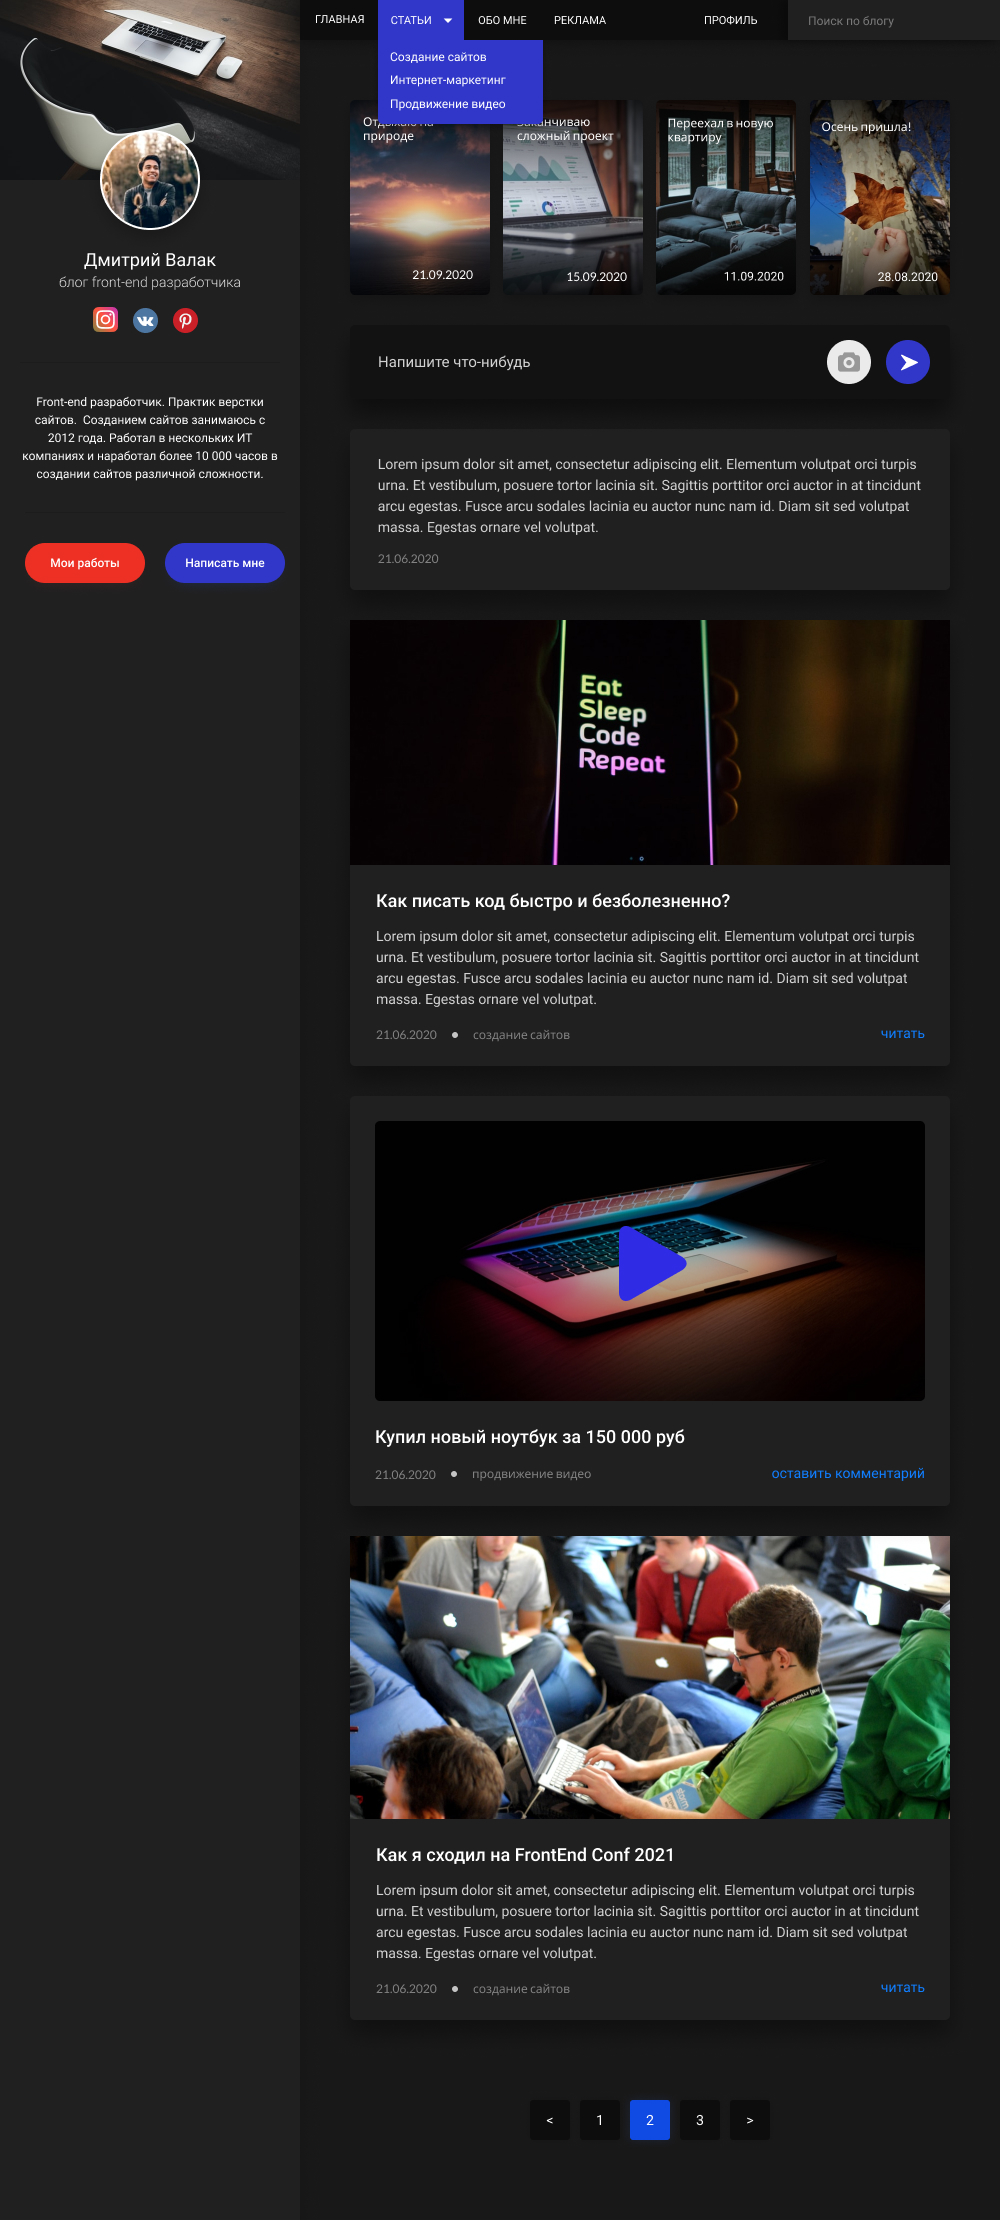 ГЛАВНАЯ
СТАТЬИ
ОБО МНЕ
РЕКЛАМА
ПРОФИЛЬ
Поиск по блогу
Создание сайтов
Интернет-маркетинг
Продвижение видео
Дмитрий Валак
блог front-end разработчика
Front-end разработчик. Практик верстки
сайтов. Созданием сайтов занимаюсь с
2012 года. Работал в нескольких ИТ
компаниях и наработал более 10 000 часов в
создании сайтов различной сложности.
Мои работы
Написать мне
Отдыхаю на
природе
21.09.2020
Заканчиваю
сложный проект
15.09.2020
Переехал в новую
квартиру
11.09.2020
Осень пришла!
28.08.2020
Напишите что-нибудь
Lorem ipsum dolor sit amet, consectetur adipiscing elit. Elementum volutpat orci turpis
urna. Et vestibulum, posuere tortor lacinia sit. Sagittis porttitor orci auctor in at tincidunt
arcu egestas. Fusce arcu sodales lacinia eu auctor nunc nam id. Diam sit sed volutpat
massa. Egestas ornare vel volutpat.
21.06.2020
Eat
Sleep
Code
Repeat
Как писать код быстро и безболезненно?
Lorem ipsum dolor sit amet, consectetur adipiscing elit. Elementum volutpat orci turpis
urna. Et vestibulum, posuere tortor lacinia sit. Sagittis porttitor orci auctor in at tincidunt
arcu egestas. Fusce arcu sodales lacinia eu auctor nunc nam id. Diam sit sed volutpat
massa. Egestas ornare vel volutpat.
21.06.2020 ● создание сайтов
читать
Купил новый ноутбук за 150 000 руб
21.06.2020 ● продвижение видео
оставить комментарий
Как я сходил на FrontEnd Conf 2021
Lorem ipsum dolor sit amet, consectetur adipiscing elit. Elementum volutpat orci turpis
urna. Et vestibulum, posuere tortor lacinia sit. Sagittis porttitor orci auctor in at tincidunt
arcu egestas. Fusce arcu sodales lacinia eu auctor nunc nam id. Diam sit sed volutpat
massa. Egestas ornare vel volutpat.
21.06.2020 ● создание сайтов
читать
< 1 2 3 >